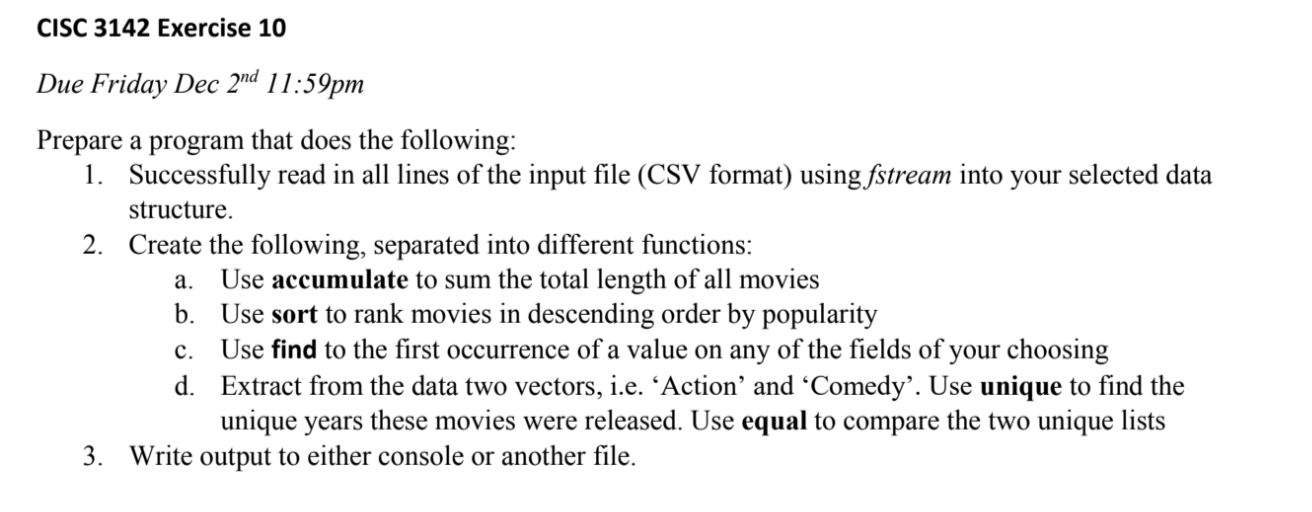 CISC 3142 Exercise 10
Due Friday Dec 2nd 11:59pm
Prepare a program that does the following:
1. Successfully read in all lines of the input file (CSV format) using fstream into your selected data
structure.
2. Create the following, separated into different functions:
a. Use accumulate to sum the total length of all movies
b. Use sort to rank movies in descending order by popularity
c. Use find to the first occurrence of a value on any of the fields of your choosing
d. Extract from the data two vectors, i.e. ‘Action’ and ‘Comedy’. Use unique to find the
unique years these movies were released. Use equal to compare the two unique lists
3. Write output to either console or another file.